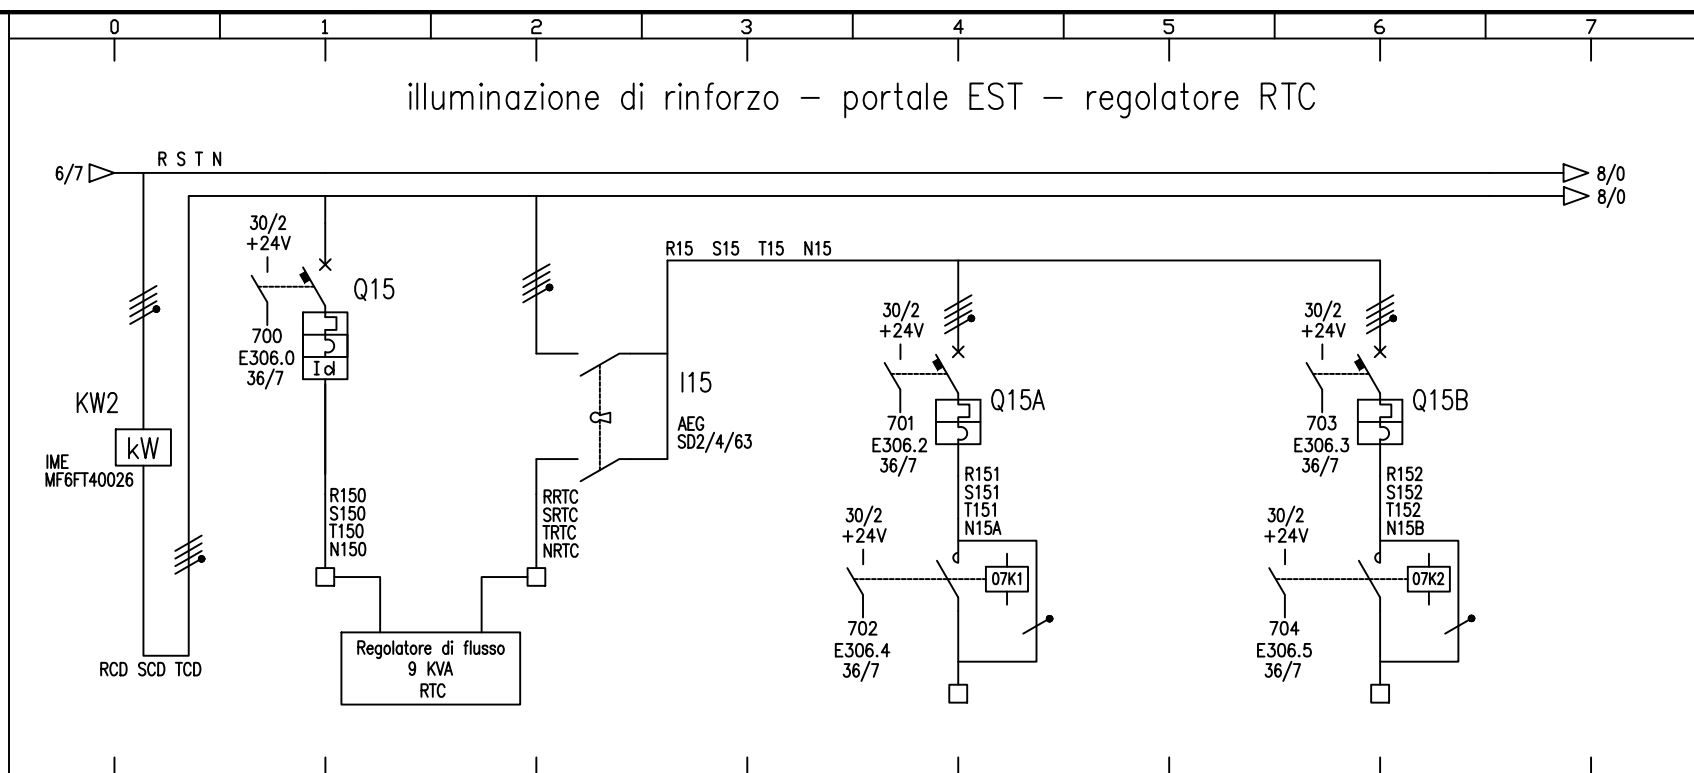 0 1 2 3 4 5 6 7
illuminazione di rinforzo – portale EST – regolatore RTC
6/7
R S T N
8/0
8/0
30/2
+24V
Q15
700
E306.0
36/7
Id
KW2
kW
IME
MF6FT40026
RCD SCD TCD
R150
S150
T150
N150
Regolatore di flusso
9 KVA
RTC
I15
AEG
SD2/4/63
RRTC
SRTC
TRTC
NRTC
R15 S15 T15 N15
30/2
+24V
Q15A
701
E306.2
36/7
R151
S151
T151
N15A
30/2
+24V
07K1
702
E306.4
36/7
30/2
+24V
Q15B
703
E306.3
36/7
R152
S152
T152
N15B
30/2
+24V
07K2
704
E306.5
36/7